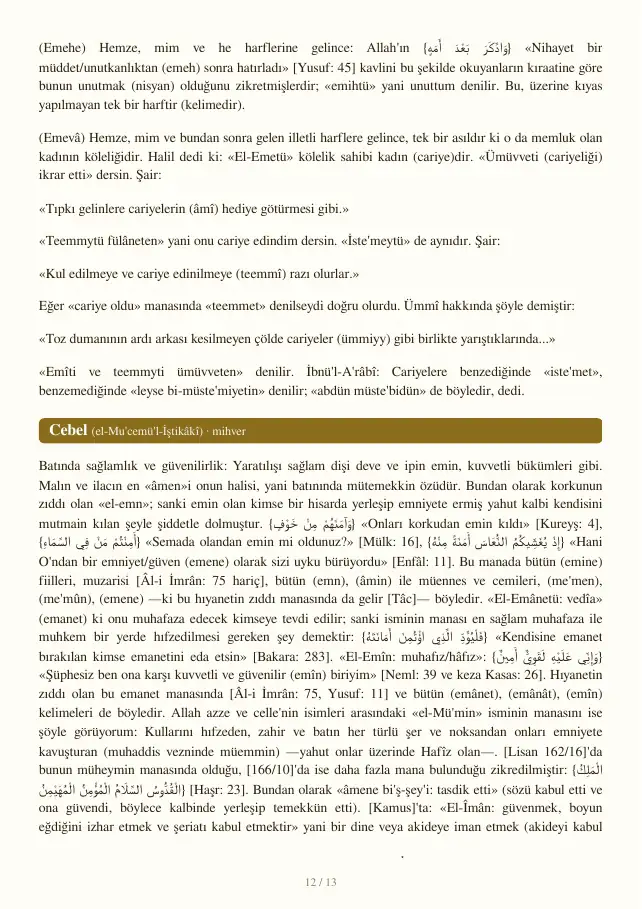 (Emehe) Hemze, mim ve he harflerine gelince: Allah'ın {وَادَّكَرَ بَعْدَ أَمَهٍ} «Nihayet bir
müddet/unutkanlıktan (emeh) sonra hatırladı» [Yusuf: 45] kavlini bu şekilde okuyanların kıraatine göre
bunun unutmak (nisyan) olduğunu zikretmişlerdir; «emihtü» yani unuttum denilir. Bu, üzerine kıyas
yapılmayan tek bir harftir (kelimedir).
(Emevâ) Hemze, mim ve bundan sonra gelen illetli harflere gelince, tek bir asıldır ki o da memluk olan
kadının köleliğidir. Halil dedi ki: «El-Emetü» kölelik sahibi kadın (cariye)dir. «Ümüvveti (cariyeliği)
ikrar etti» dersin. Şair:
«Tıpkı gelinlere cariyelerin (âmî) hediye götürmesi gibi.»
«Teemmytü fülâneten» yani onu cariye edindim dersin. «İste'meytü» de aynıdır. Şair:
«Kul edilmeye ve cariye edinilmeye (teemmî) razı olurlar.»
Eğer «cariye oldu» manasında «teemmet» denilseydi doğru olurdu. Ümmî hakkında şöyle demiştir:
«Toz dumanının ardı arkası kesilmeyen çölde cariyeler (ümmiyy) gibi birlikte yarıştıklarında...»
«Emîti ve teemmyti ümüvveten» denilir. İbnü'l-A'râbî: Cariyelere benzediğinde «iste'met»,
benzemediğinde «leyse bi-müste'miyetin» denilir; «abdün müste'bidün» de böyledir, dedi.
Cebel (el-Mu'cemü'l-İştikâkî) · mihver
Batında sağlamlık ve güvenilirlik: Yaratılışı sağlam dişi deve ve ipin emin, kuvvetli bükümleri gibi.
Malın ve ilacın en «âmen»i onun halisi, yani batınında mütemekkin özüdür. Bundan olarak korkunun
zıddı olan «el-emn»; sanki emin olan kimse bir hisarda yerleşip emniyete ermiş yahut kalbi kendisini
mutmain kılan şeyle şiddetle dolmuştur. {وَآمَنَهُمْ مِنْ خَوْفٍ} «Onları korkudan emin kıldı» [Kureyş: 4],
{أَمِنْتُمْ مَنْ فِي السَّمَاءِ} «Semada olandan emin mi oldunuz?» [Mülk: 16], {إِذْ يُغَشِّيكُمُ النُّعَاسَ أَمَنَةً مِنْهُ} «Hani
O'ndan bir emniyet/güven (emene) olarak sizi uyku bürüyordu» [Enfâl: 11]. Bu manada bütün (emine)
fiilleri, muzarisi [Âl-i İmrân: 75 hariç], bütün (emn), (âmin) ile müennes ve cemileri, (me'men),
(me'mûn), (emene) —ki bu hıyanetin zıddı manasında da gelir [Tâc]— böyledir. «El-Emânetü: vedîa»
(emanet) ki onu muhafaza edecek kimseye tevdi edilir; sanki isminin manası en sağlam muhafaza ile
muhkem bir yerde hıfzedilmesi gereken şey demektir: {فَلْيُؤَدِّ الَّذِي اؤْتُمِنَ أَمَانَتَهُ} «Kendisine emanet
bırakılan kimse emanetini eda etsin» [Bakara: 283]. «El-Emîn: muhafız/hâfız»: {وَإِنِّي عَلَيْهِ لَقَوِيٌّ أَمِينٌ}
«Şüphesiz ben ona karşı kuvvetli ve güvenilir (emîn) biriyim» [Neml: 39 ve keza Kasas: 26]. Hıyanetin
zıddı olan bu emanet manasında [Âl-i İmrân: 75, Yusuf: 11] ve bütün (emânet), (emânât), (emîn)
kelimeleri de böyledir. Allah azze ve celle'nin isimleri arasındaki «el-Mü'min» isminin manasını ise
şöyle görüyorum: Kullarını hıfzeden, zahir ve batın her türlü şer ve noksandan onları emniyete
kavuşturan (muhaddis vezninde müemmin) —yahut onlar üzerinde Hafîz olan—. [Lisan 162/16]'da
bunun müheymin manasında olduğu, [166/10]'da ise daha fazla mana bulunduğu zikredilmiştir: {الْمَلِكُ
الْقُدُّوسُ السَّلَامُ الْمُؤْمِنُ الْمُهَيْمِنُ} [Haşr: 23]. Bundan olarak «âmene bi'ş-şey'i: tasdik etti» (sözü kabul etti ve
ona güvendi, böylece kalbinde yerleşip temekkün etti). [Kamus]'ta: «El-Îmân: güvenmek, boyun
eğdiğini izhar etmek ve şeriatı kabul etmektir» yani bir dine veya akideye iman etmek (akideyi kabul
.
12 / 13